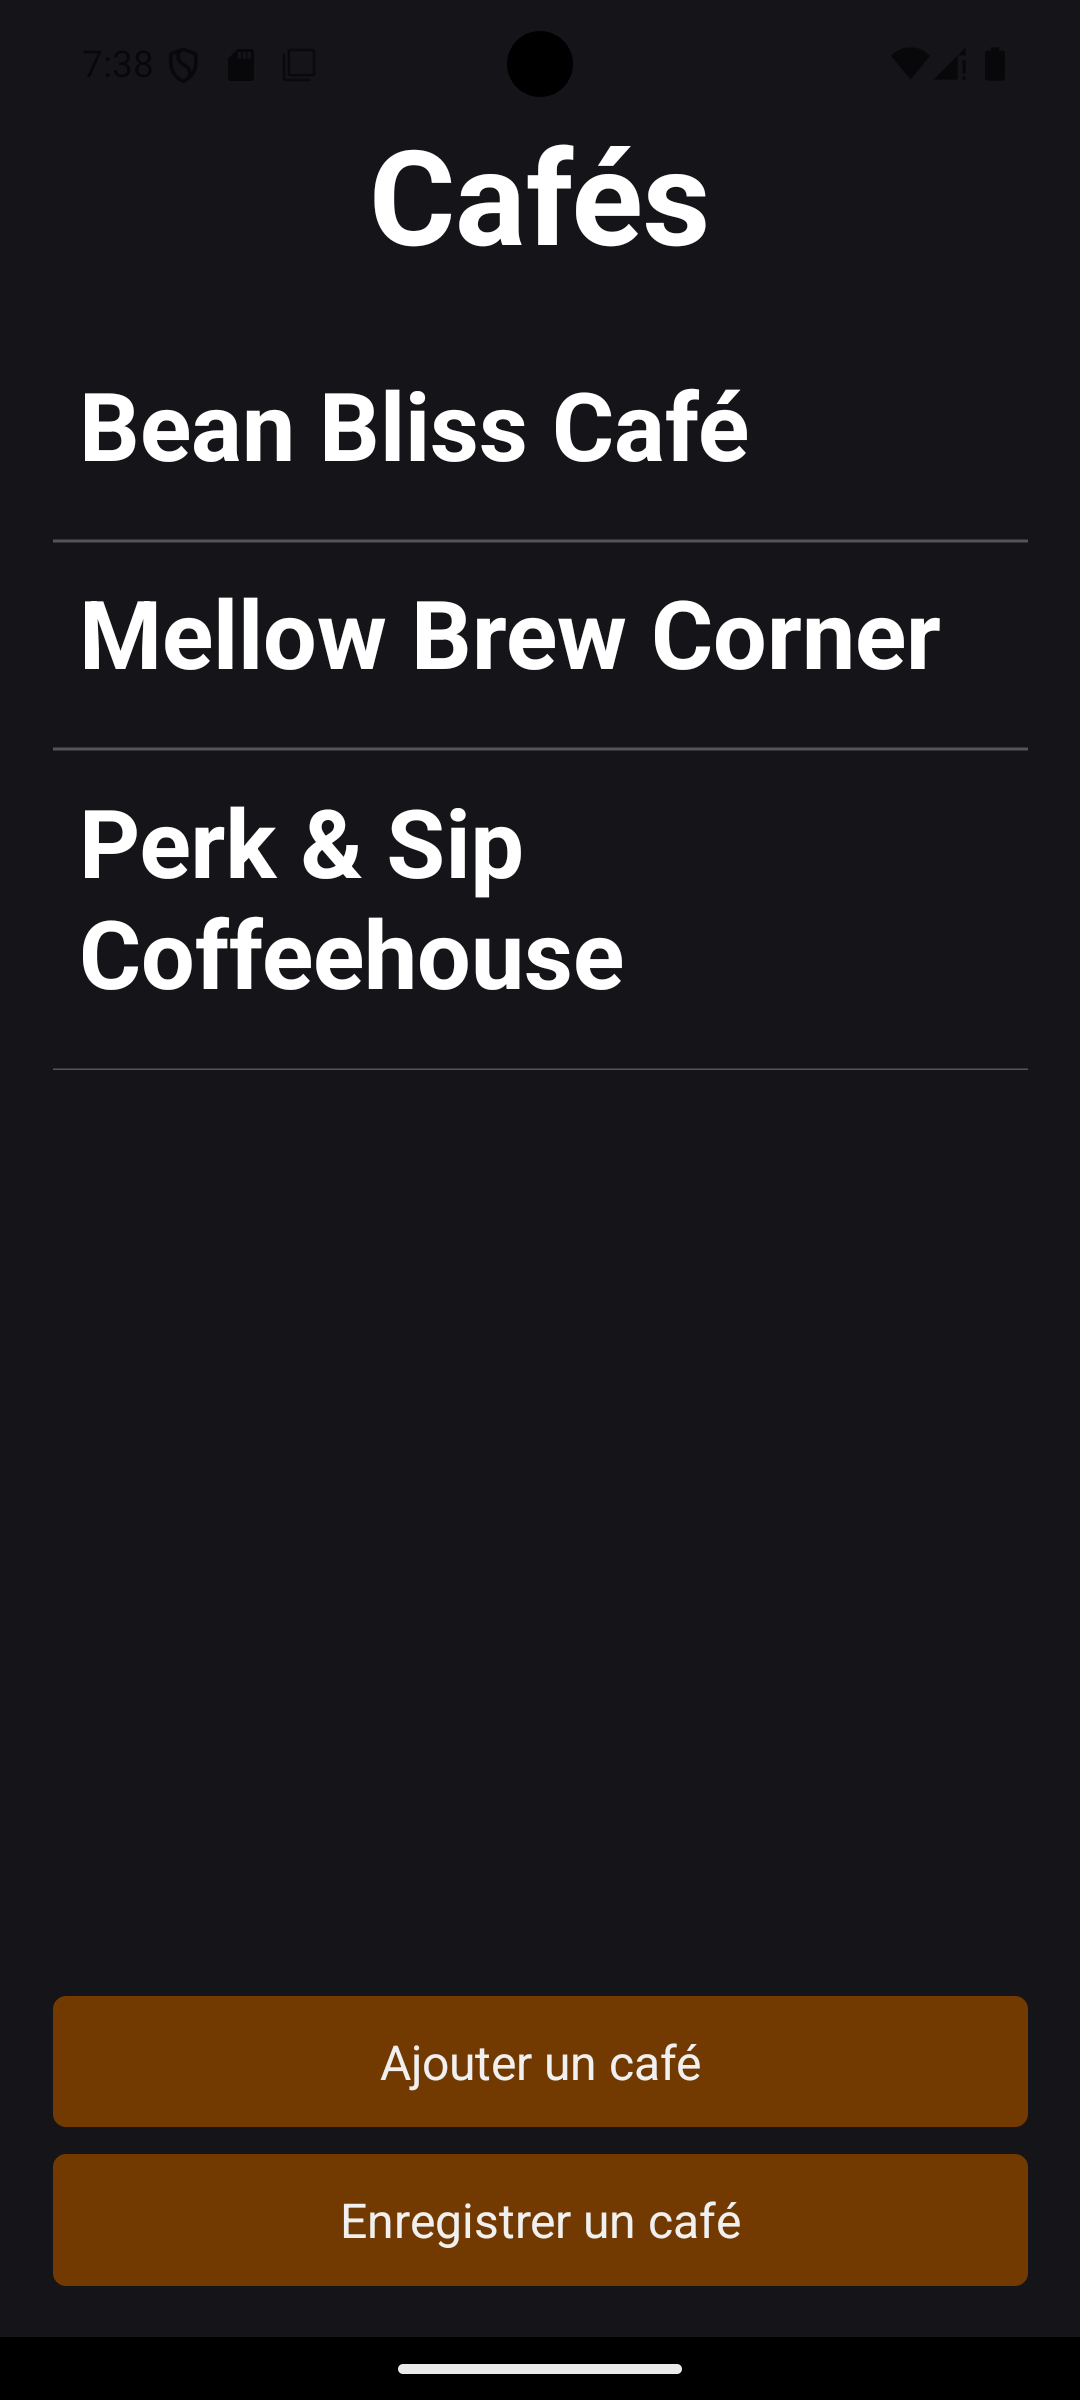 7:38
Cafés
Bean Bliss Café
Mellow Brew Corner
Perk & Sip
Coffeehouse
Ajouter un café
Enregistrer un café